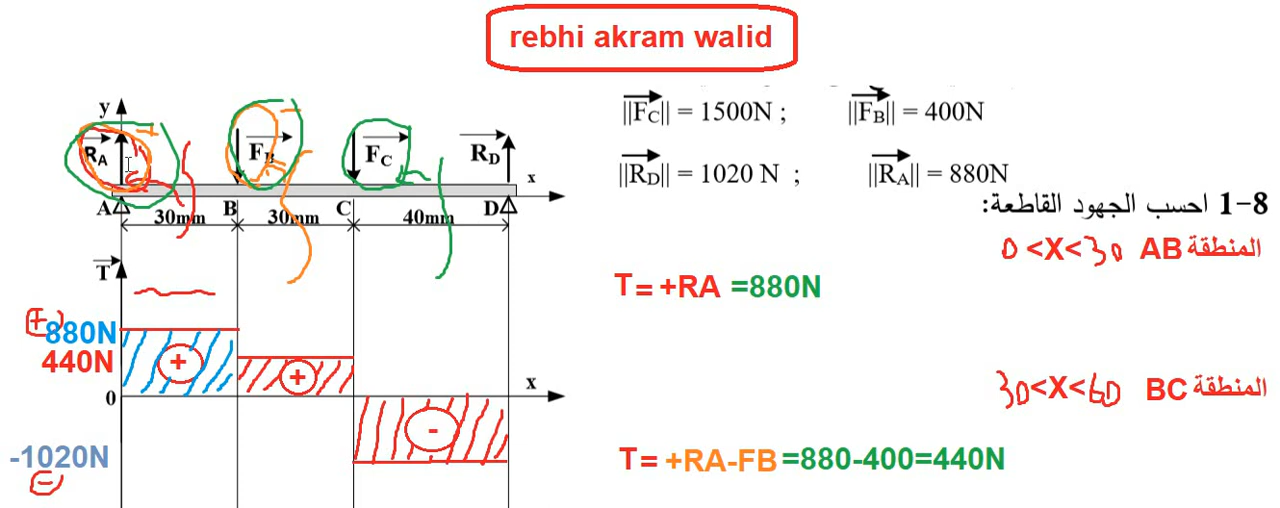 rebhi akram walid
||FC|| = 1500N ; ||FB|| = 400N
||RD|| = 1020 N ; ||RA|| = 880N
1-8 احسب الجهود القاطعة:
y
RA FB FC RD x
A B C D
30mm 30mm 40mm
المنطقة AB 0<X<30
T
T= +RA =880N
(+) 880N
440N
+ +
0 x
المنطقة BC 30<X<60
-
-1020N
T= +RA-FB=880-400=440N